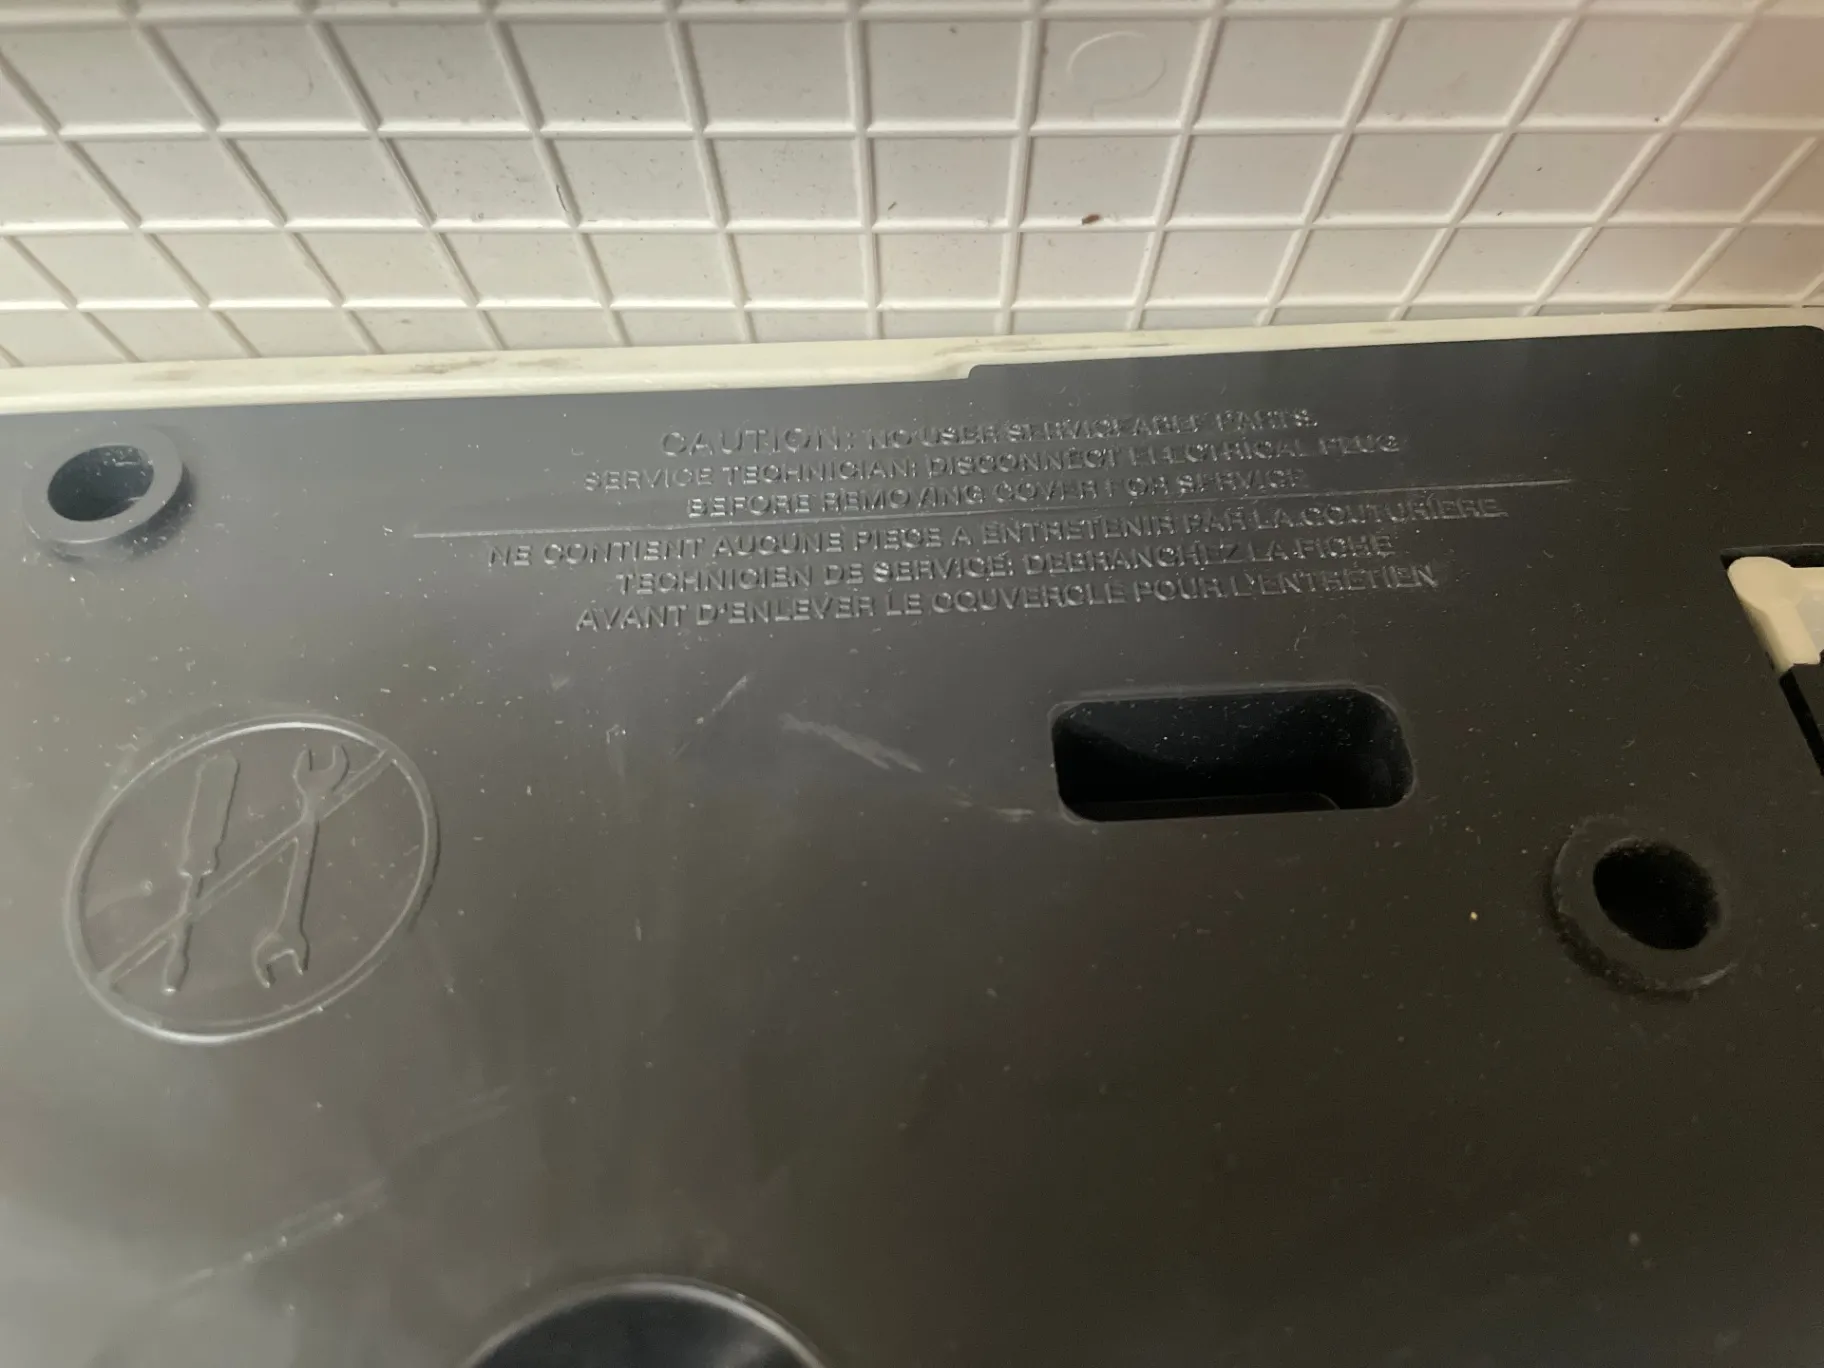 CAUTION: NO USER SERVICEABLE PARTS.
SERVICE TECHNICIAN: DISCONNECT ELECTRICAL PLUG
BEFORE REMOVING COVER FOR SERVICE
NE CONTIENT AUCUNE PIECE A ENTRETENIR PAR LA COUTURIÈRE.
TECHNICIEN DE SERVICE: DEBRANCHEZ LA FICHE
AVANT D'ENLEVER LE COUVERCLE POUR L'ENTRÉTIEN